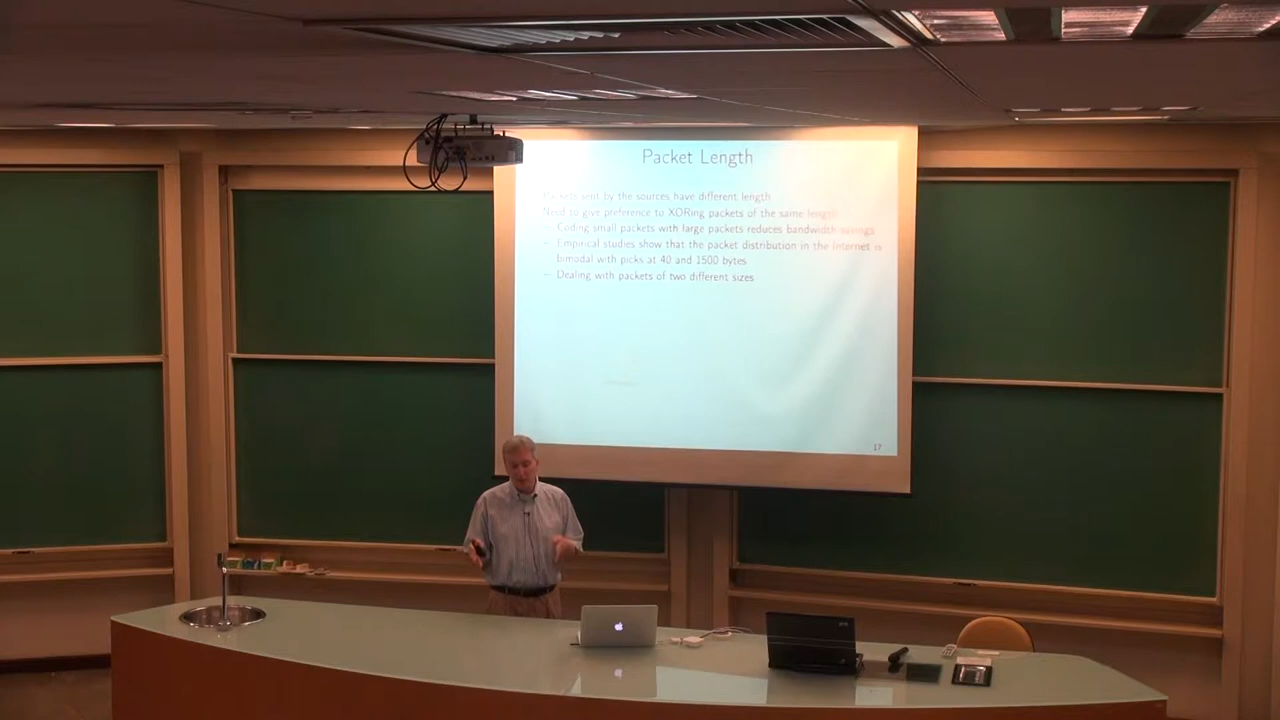 Packet Length
Packets sent by the sources have different length
Need to give preference to XORing packets of the same length
– Coding small packets with large packets reduces bandwidth savings
– Empirical studies show that the packet distribution in the Internet is
bimodal with picks at 40 and 1500 bytes
– Dealing with packets of two different sizes
17